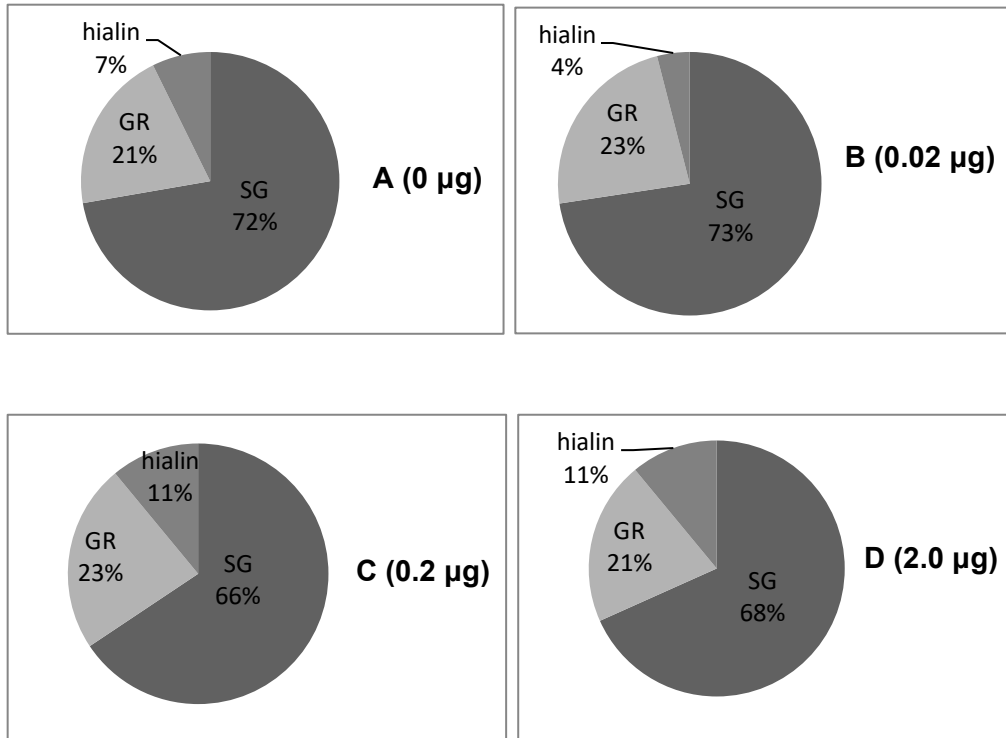 hialin
7%
GR
21%
SG
72%
A (0 µg)
hialin
4%
GR
23%
SG
73%
B (0.02 µg)
hialin
11%
GR
23%
SG
66%
C (0.2 µg)
hialin
11%
GR
21%
SG
68%
D (2.0 µg)